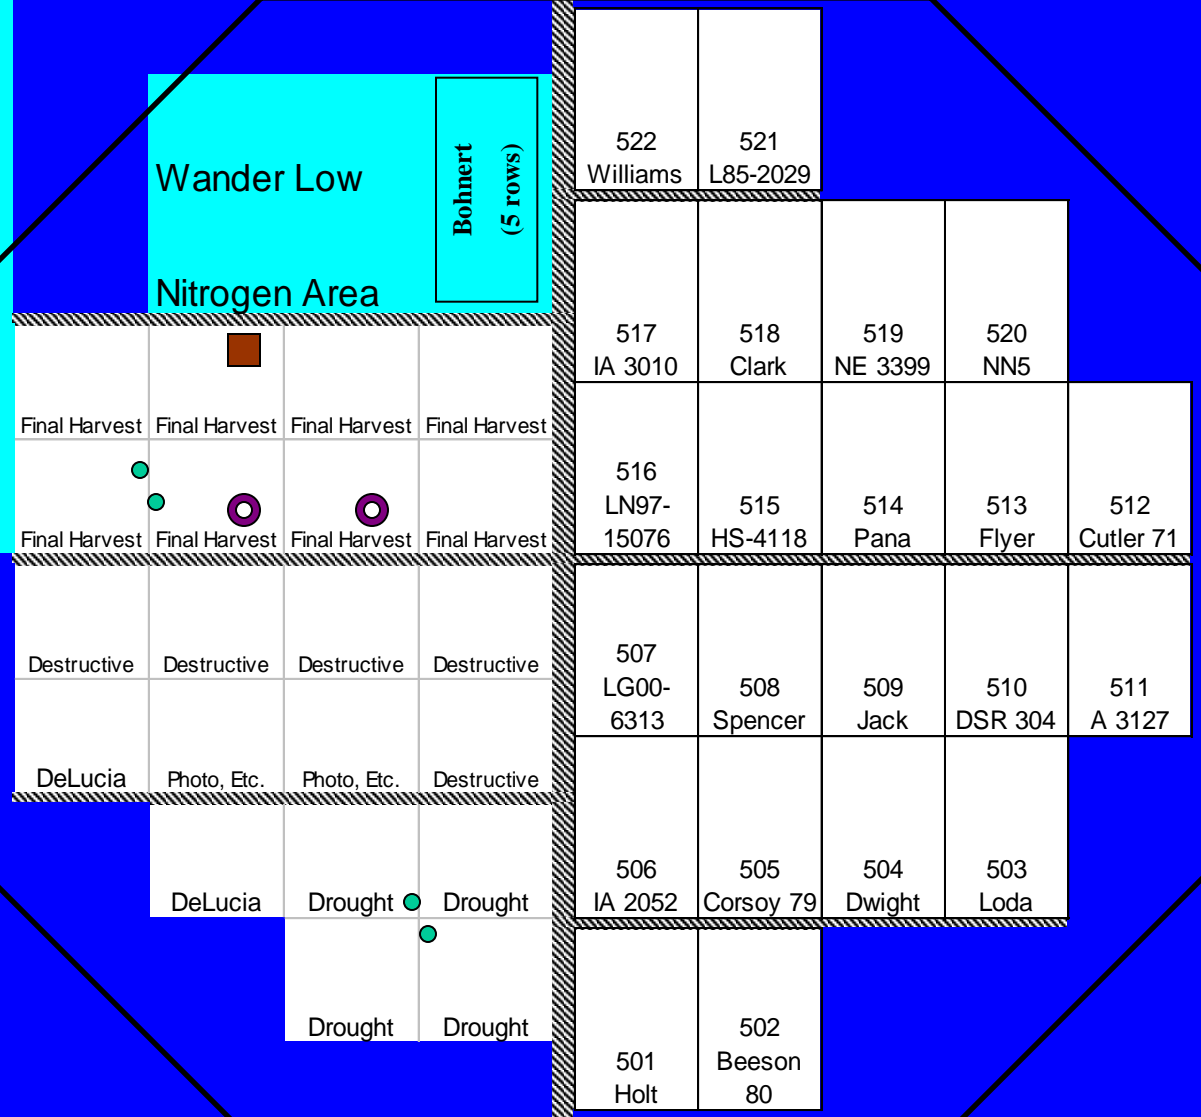 Wander Low
Nitrogen Area
Bohnert
(5 rows)
Final Harvest Final Harvest Final Harvest Final Harvest
Final Harvest Final Harvest Final Harvest Final Harvest
Destructive Destructive Destructive Destructive
DeLucia Photo, Etc. Photo, Etc. Destructive
DeLucia Drought Drought
Drought Drought
522
Williams
521
L85-2029
517
IA 3010
518
Clark
519
NE 3399
520
NN5
516
LN97-
15076
515
HS-4118
514
Pana
513
Flyer
512
Cutler 71
507
LG00-
6313
508
Spencer
509
Jack
510
DSR 304
511
A 3127
506
IA 2052
505
Corsoy 79
504
Dwight
503
Loda
501
Holt
502
Beeson
80